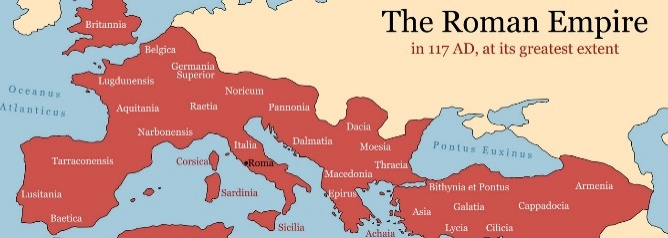 The Roman Empire
in 117 AD, at its greatest extent
Britannia
Belgica
Germania
Superior
Lugdunensis
Noricum
Oceanus
Atlanticus
Aquitania
Raetia
Pannonia
Dacia
Narbonensis
Italia
Dalmatia
Moesia
Pontus Euxinus
Tarraconensis
Corsica
Roma
Thracia
Macedonia
Lusitania
Sardinia
Epirus
Bithynia et Pontus
Armenia
Baetica
Asia
Galatia
Cappadocia
Sicilia
Achaia
Lycia
Cilicia